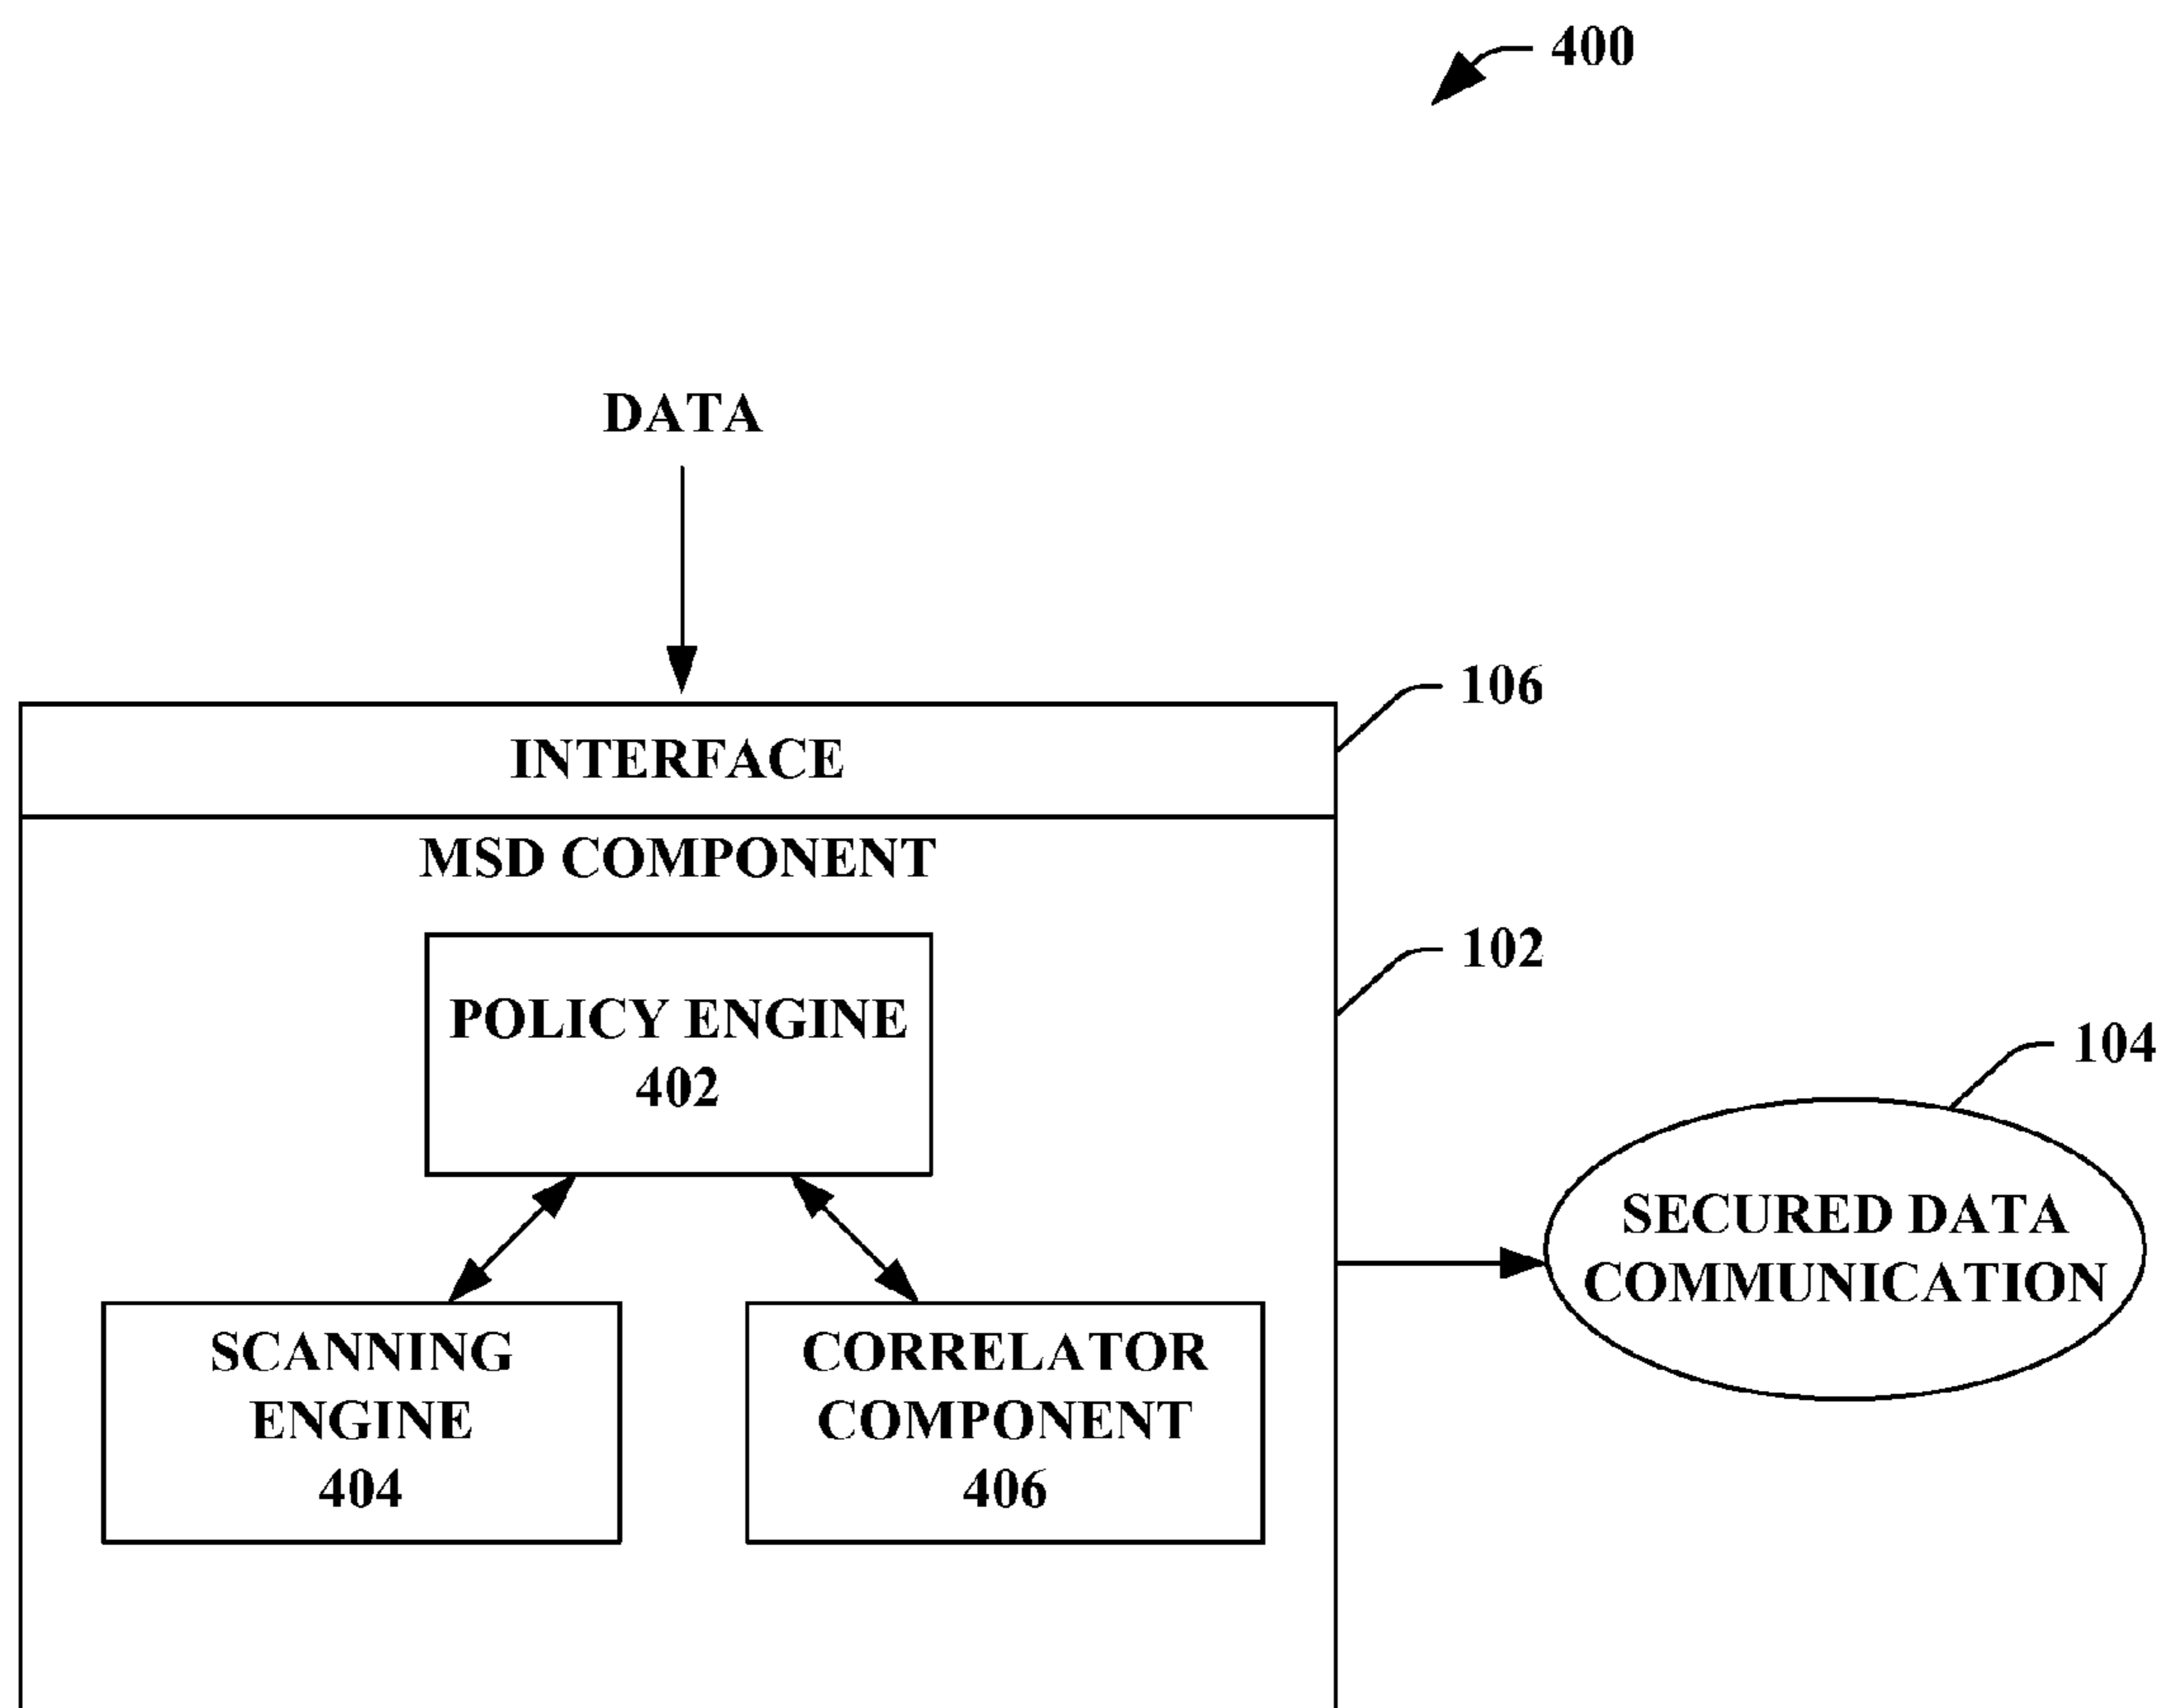 400
DATA
106
INTERFACE
MSD COMPONENT
102
POLICY ENGINE
402
104
SECURED DATA
COMMUNICATION
SCANNING
ENGINE
404
CORRELATOR
COMPONENT
406